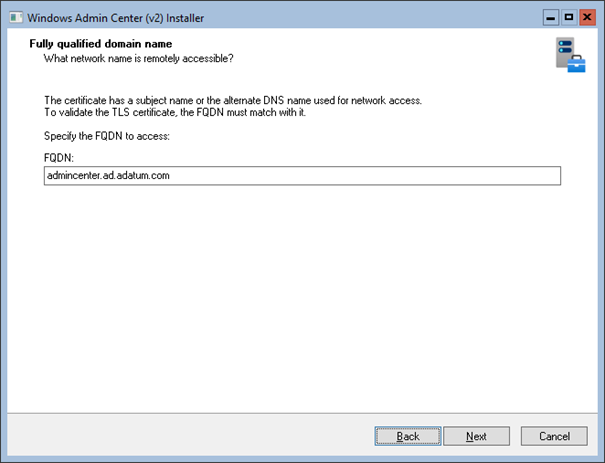 Windows Admin Center (v2) Installer
Fully qualified domain name
What network name is remotely accessible?
The certificate has a subject name or the alternate DNS name used for network access.
To validate the TLS certificate, the FQDN must match with it.
Specify the FQDN to access:
FQDN:
admincenter.ad.adatum.com
Back
Next
Cancel